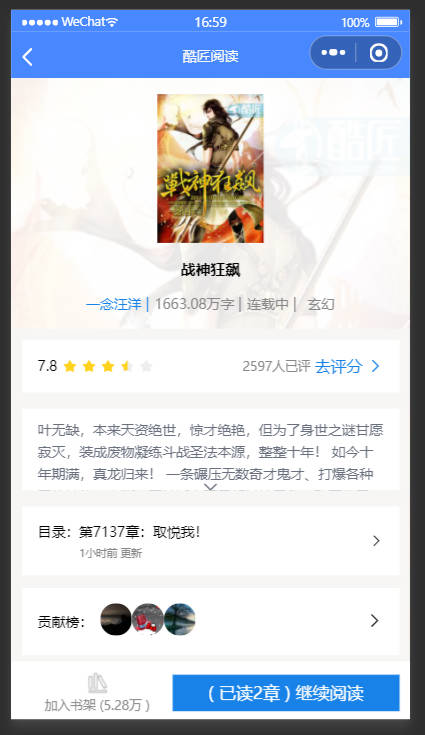 WeChat
16:59
100%
酷匠阅读
酷匠
戰神狂飙
酷匠
战神狂飙
一念汪洋 | 1663.08万字 | 连载中 | 玄幻
7.8
2597人已评 去评分
叶无缺，本来天资绝世，惊才绝艳，但为了身世之谜甘愿
寂灭，装成废物凝练斗战圣法本源，整整十年！ 如今十
年期满，真龙归来！ 一条碾压无数奇才鬼才、打爆各种
目录：第7137章：取悦我！
1小时前 更新
贡献榜：
加入书架 (5.28万 )
( 已读2章 ) 继续阅读